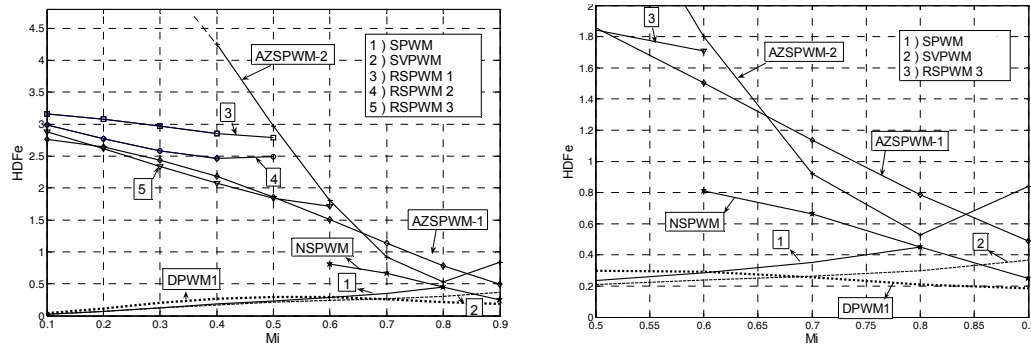 4.5
4
3.5
3
2.5
2
1.5
1
0.5
0
HDFe
0.1
0.2
0.3
0.4
0.5
0.6
0.7
0.8
0.9
Mi
AZSPWM-2
1 ) SPWM
2 ) SVPWM
3 ) RSPWM 1
4 ) RSPWM 2
5 ) RSPWM 3
3
4
5
AZSPWM-1
NSPWM
1
DPWM1
2
2
1.8
1.6
1.4
1.2
1
0.8
0.6
0.4
0.2
0
HDFe
0.5
0.55
0.6
0.65
0.7
0.75
0.8
0.85
0.9
Mi
3
1 ) SPWM
2 ) SVPWM
3 ) RSPWM 3
AZSPWM-2
AZSPWM-1
NSPWM
1
2
DPWM1